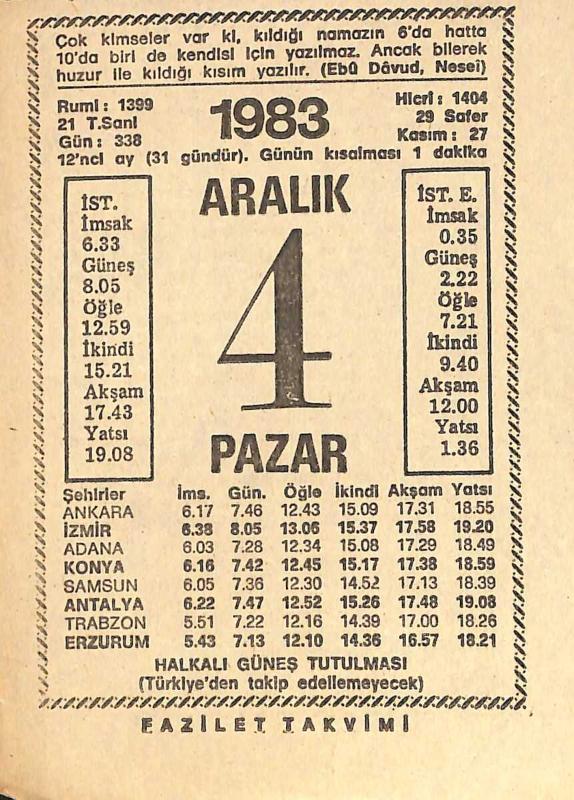 Çok kimseler var ki, kıldığı namazın 6'da hatta
10'da biri de kendisi için yazılmaz. Ancak bilerek
huzur ile kıldığı kısım yazılır. (Ebû Dâvud, Nesei)
Rumi : 1399
21 T.Sani
Gün : 338
1983
Hicri : 1404
29 Safer
Kasım : 27
12'nci ay (31 gündür). Günün kısalması 1 dakika
İST.
İmsak
6.33
Güneş
8.05
Öğle
12.59
İkindi
15.21
Akşam
17.43
Yatsı
19.08
ARALIK
4
PAZAR
İST. E.
İmsak
0.35
Güneş
2.22
Öğle
7.21
İkindi
9.40
Akşam
12.00
Yatsı
1.36
Şehirler İms. Gün. Öğle İkindi Akşam Yatsı
ANKARA 6.17 7.46 12.43 15.09 17.31 18.55
İZMİR 6.38 8.05 13.06 15.37 17.58 19.20
ADANA 6.03 7.28 12.34 15.08 17.29 18.49
KONYA 6.16 7.42 12.45 15.17 17.38 18.59
SAMSUN 6.05 7.36 12.30 14.52 17.13 18.39
ANTALYA 6.22 7.47 12.52 15.26 17.48 19.08
TRABZON 5.51 7.22 12.16 14.39 17.00 18.26
ERZURUM 5.43 7.13 12.10 14.36 16.57 18.21
HALKALI GÜNEŞ TUTULMASI
(Türkiye'den takip edilemeyecek)
FAZİLET TAKVİMİ